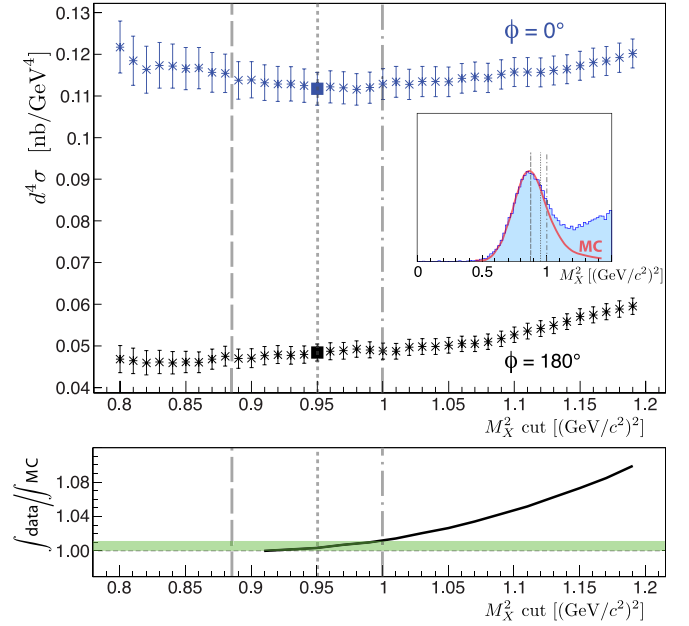 0.13
0.12
0.11
0.1
0.09
0.08
0.07
0.06
0.05
0.04
d⁴σ [nb/GeV⁴]
ϕ = 0°
MC
0 0.5 1
M²_X [(GeV/c²)²]
ϕ = 180°
0.8 0.85 0.9 0.95 1 1.05 1.1 1.15 1.2
M²_X cut [(GeV/c²)²]
∫data/∫MC
1.08
1.04
1.00
0.8 0.85 0.9 0.95 1 1.05 1.1 1.15 1.2
M²_X cut [(GeV/c²)²]